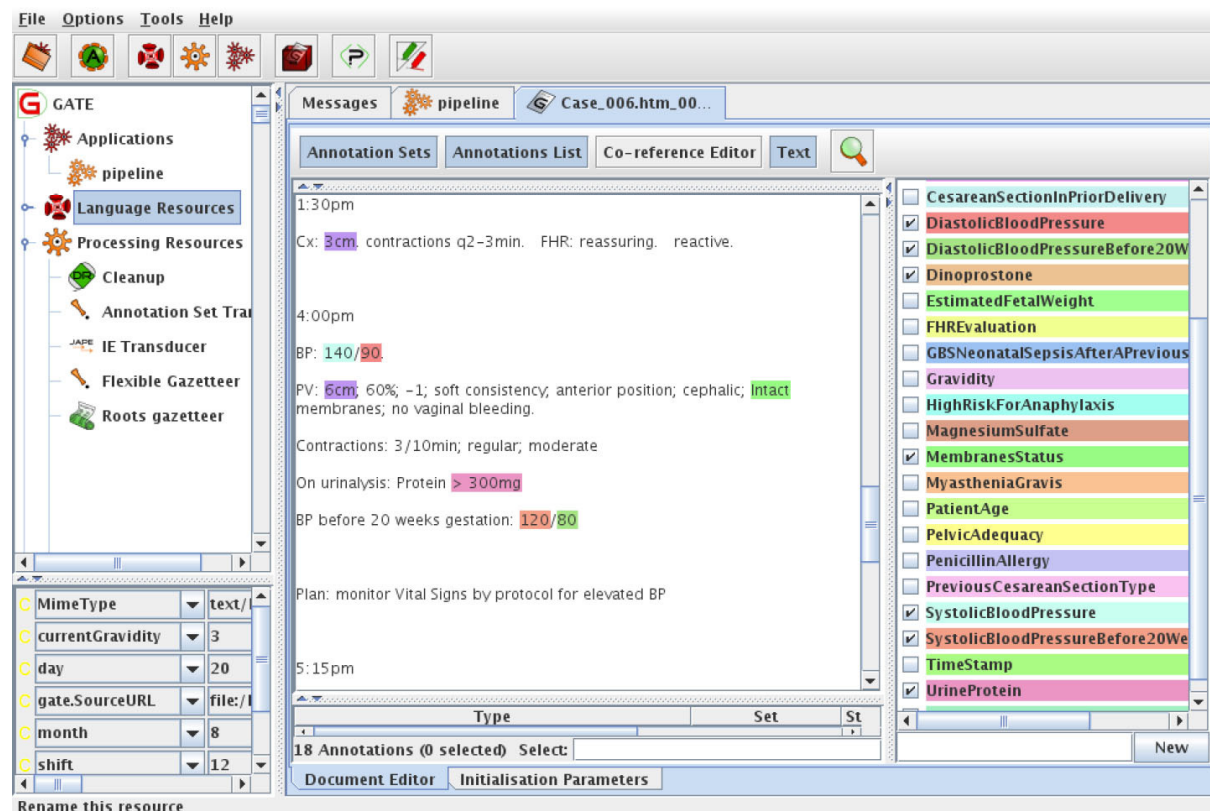 File Options Tools Help
GATE
Applications
pipeline
Language Resources
Processing Resources
Cleanup
Annotation Set Tra
JAPE IE Transducer
Flexible Gazetteer
Roots gazetteer
MimeType text/
currentGravidity 3
day 20
gate.SourceURL file:/
month 8
shift 12
Messages pipeline Case_006.htm_00...
Annotation Sets Annotations List Co-reference Editor Text
1:30pm
Cx: 3cm. contractions q2-3min. FHR: reassuring. reactive.
4:00pm
BP: 140/90.
PV: 6cm; 60%; -1; soft consistency; anterior position; cephalic; Intact
membranes; no vaginal bleeding.
Contractions: 3/10min; regular; moderate
On urinalysis: Protein > 300mg
BP before 20 weeks gestation: 120/80
Plan: monitor Vital Signs by protocol for elevated BP
5:15pm
Type Set St
18 Annotations (0 selected) Select:
Document Editor Initialisation Parameters
CesareanSectionInPriorDelivery
DiastolicBloodPressure
DiastolicBloodPressureBefore20W
Dinoprostone
EstimatedFetalWeight
FHREvaluation
GBSNeonatalSepsisAfterAPrevious
Gravidity
HighRiskForAnaphylaxis
MagnesiumSulfate
MembranesStatus
MyastheniaGravis
PatientAge
PelvicAdequacy
PenicillinAllergy
PreviousCesareanSectionType
SystolicBloodPressure
SystolicBloodPressureBefore20We
TimeStamp
UrineProtein
New
Rename this resource